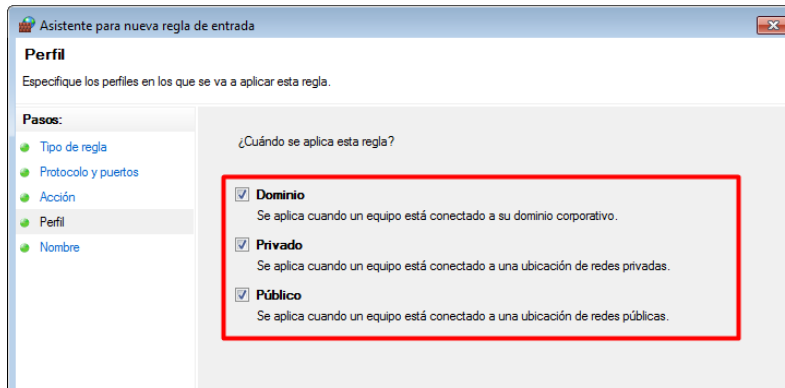 Asistente para nueva regla de entrada
Perfil
Especifique los perfiles en los que se va a aplicar esta regla.
Pasos:
Tipo de regla
Protocolo y puertos
Acción
Perfil
Nombre
¿Cuándo se aplica esta regla?
Dominio
Se aplica cuando un equipo está conectado a su dominio corporativo.
Privado
Se aplica cuando un equipo está conectado a una ubicación de redes privadas.
Público
Se aplica cuando un equipo está conectado a una ubicación de redes públicas.